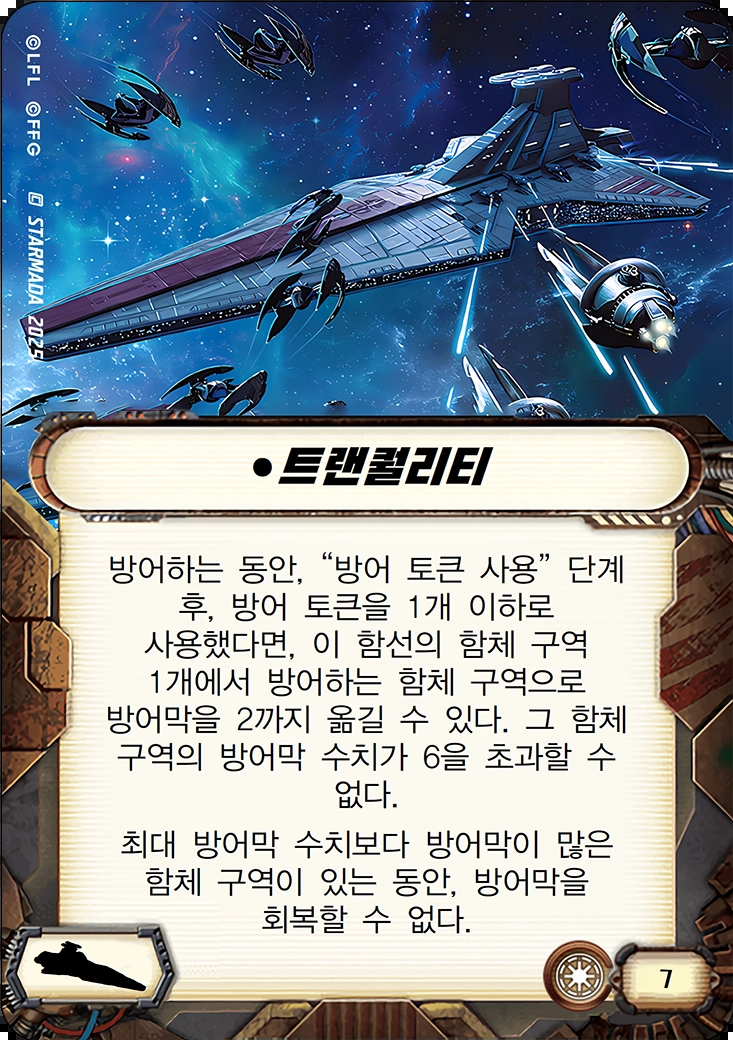 ©LFL ©FFG
STARMADA 2025
•트랜퀄리티
방어하는 동안, “방어 토큰 사용” 단계
후, 방어 토큰을 1개 이하로
사용했다면, 이 함선의 함체 구역
1개에서 방어하는 함체 구역으로
방어막을 2까지 옮길 수 있다. 그 함체
구역의 방어막 수치가 6을 초과할 수
없다.
최대 방어막 수치보다 방어막이 많은
함체 구역이 있는 동안, 방어막을
회복할 수 없다.
7